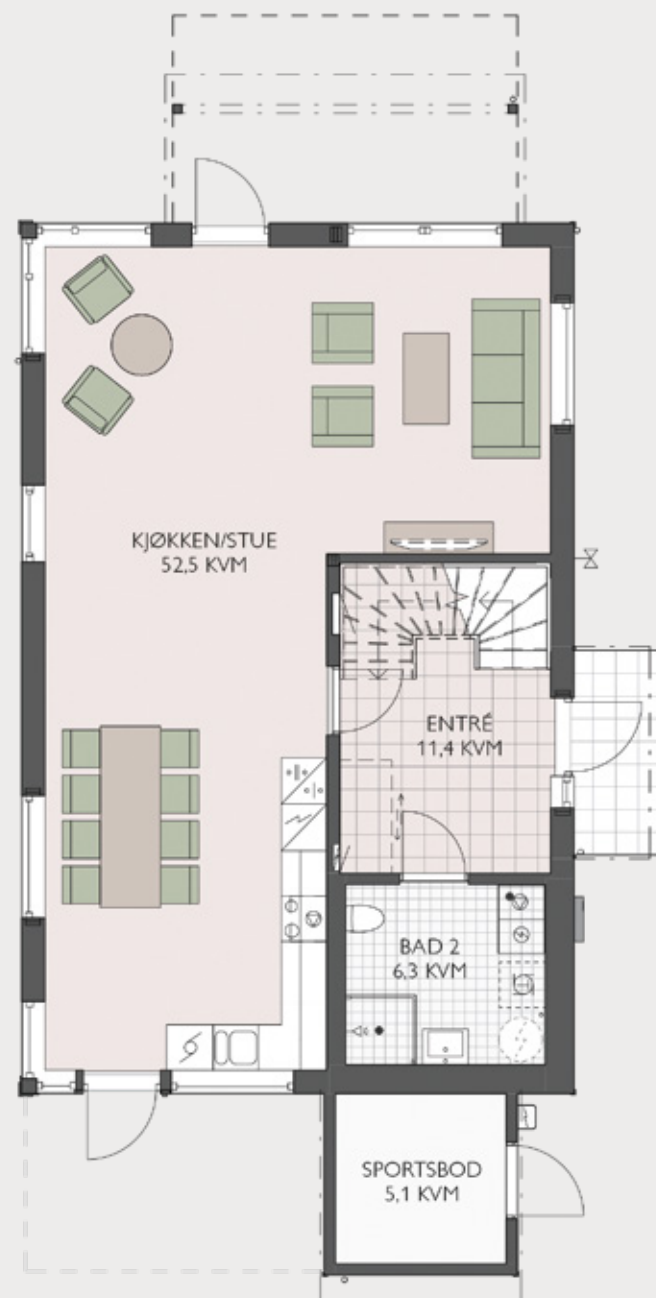 KJØKKEN/STUE
52,5 KVM
ENTRÉ
11,4 KVM
BAD 2
6,3 KVM
SPORTSBOD
5,1 KVM